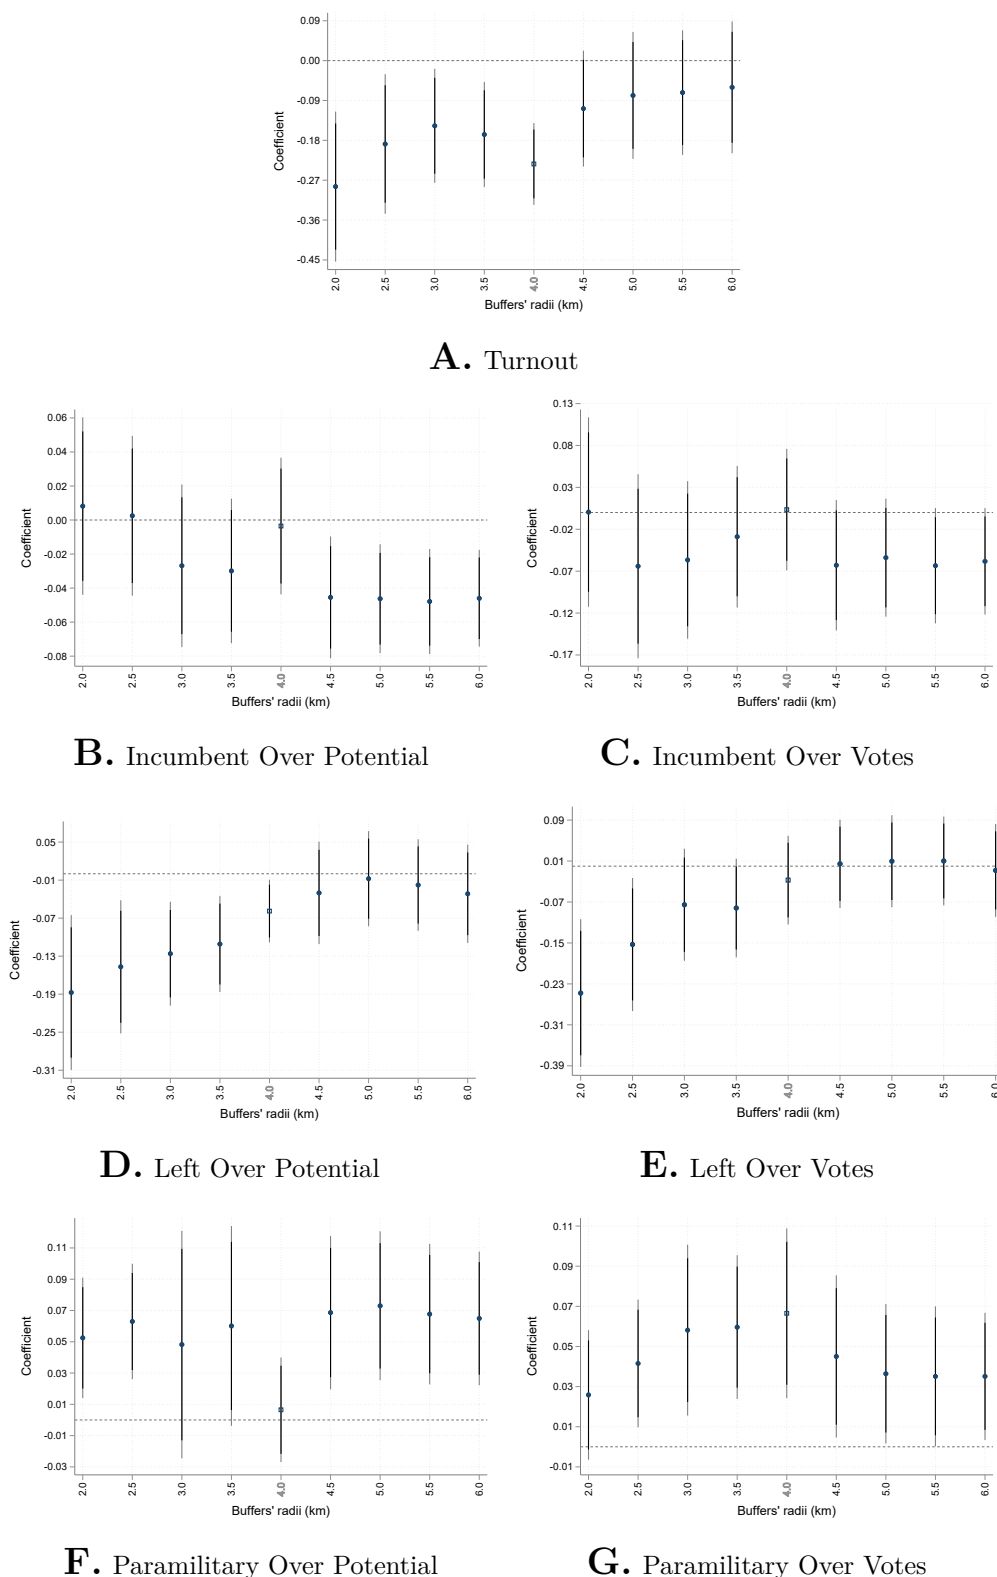 0.09
0.00
-0.09
-0.18
-0.27
-0.36
-0.45
Coefficient
2.0 2.5 3.0 3.5 4.0 4.5 5.0 5.5 6.0
Buffers' radii (km)
A. Turnout
0.06
0.04
0.02
0.00
-0.02
-0.04
-0.06
-0.08
Coefficient
2.0 2.5 3.0 3.5 4.0 4.5 5.0 5.5 6.0
Buffers' radii (km)
B. Incumbent Over Potential
0.13
0.08
0.03
-0.02
-0.07
-0.12
-0.17
Coefficient
2.0 2.5 3.0 3.5 4.0 4.5 5.0 5.5 6.0
Buffers' radii (km)
C. Incumbent Over Votes
0.05
-0.01
-0.07
-0.13
-0.19
-0.25
-0.31
Coefficient
2.0 2.5 3.0 3.5 4.0 4.5 5.0 5.5 6.0
Buffers' radii (km)
D. Left Over Potential
0.09
0.01
-0.07
-0.15
-0.23
-0.31
-0.39
Coefficient
2.0 2.5 3.0 3.5 4.0 4.5 5.0 5.5 6.0
Buffers' radii (km)
E. Left Over Votes
0.11
0.09
0.07
0.05
0.03
0.01
-0.01
-0.03
Coefficient
2.0 2.5 3.0 3.5 4.0 4.5 5.0 5.5 6.0
Buffers' radii (km)
F. Paramilitary Over Potential
0.11
0.09
0.07
0.05
0.03
0.01
-0.01
Coefficient
2.0 2.5 3.0 3.5 4.0 4.5 5.0 5.5 6.0
Buffers' radii (km)
G. Paramilitary Over Votes